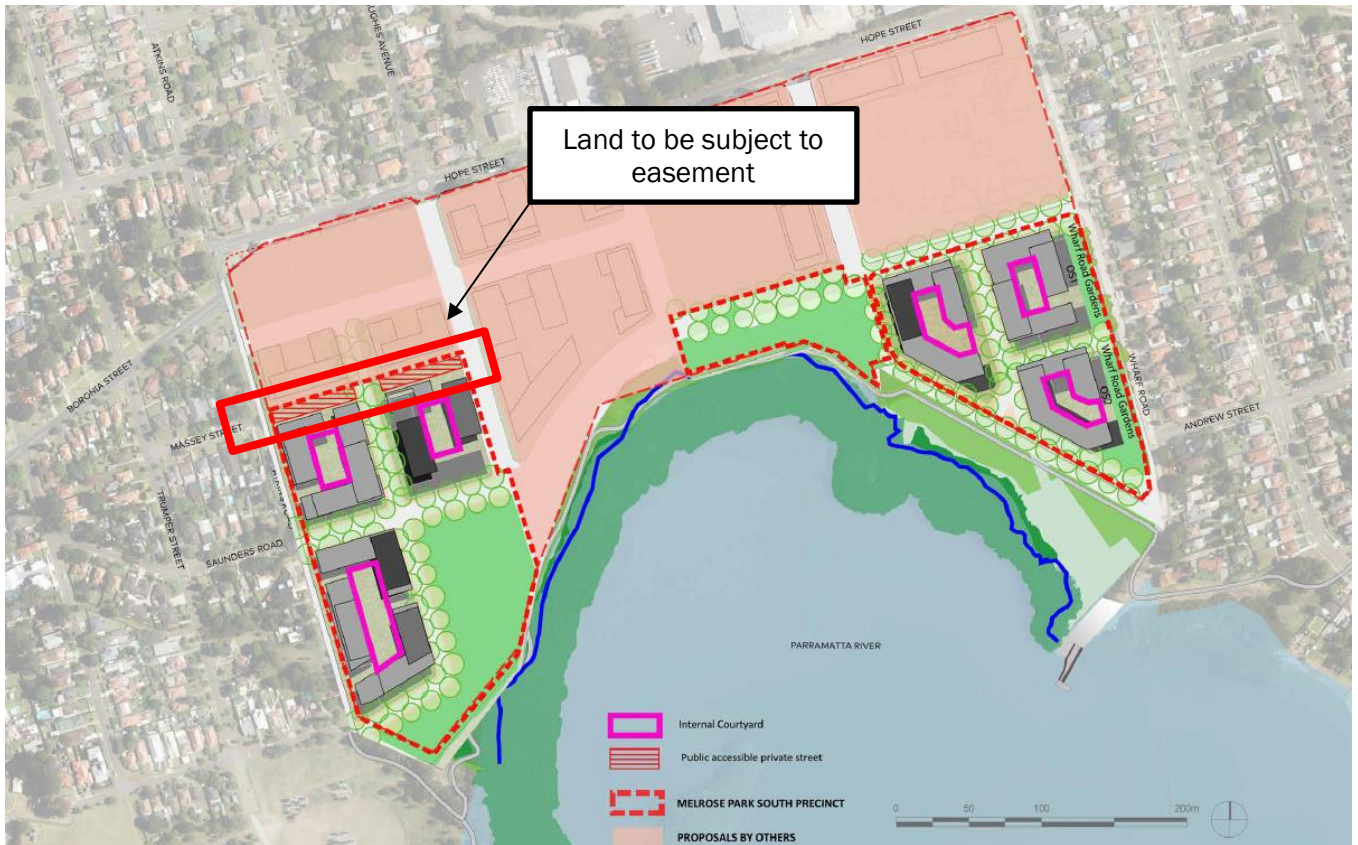 HOPE STREET
ATKINS ROAD
HUGHES AVENUE
Land to be subject to
easement
HOPE STREET
Wharf Road Gardens
OS1
BORONIA STREET
WHARF ROAD
Wharf Road Gardens
OS2
MASSEY STREET
ANDREW STREET
TRUMPER STREET
SAUNDERS ROAD
PARRAMATTA RIVER
Internal Courtyard
Public accessible private street
MELROSE PARK SOUTH PRECINCT
PROPOSALS BY OTHERS
0 50 100 200m